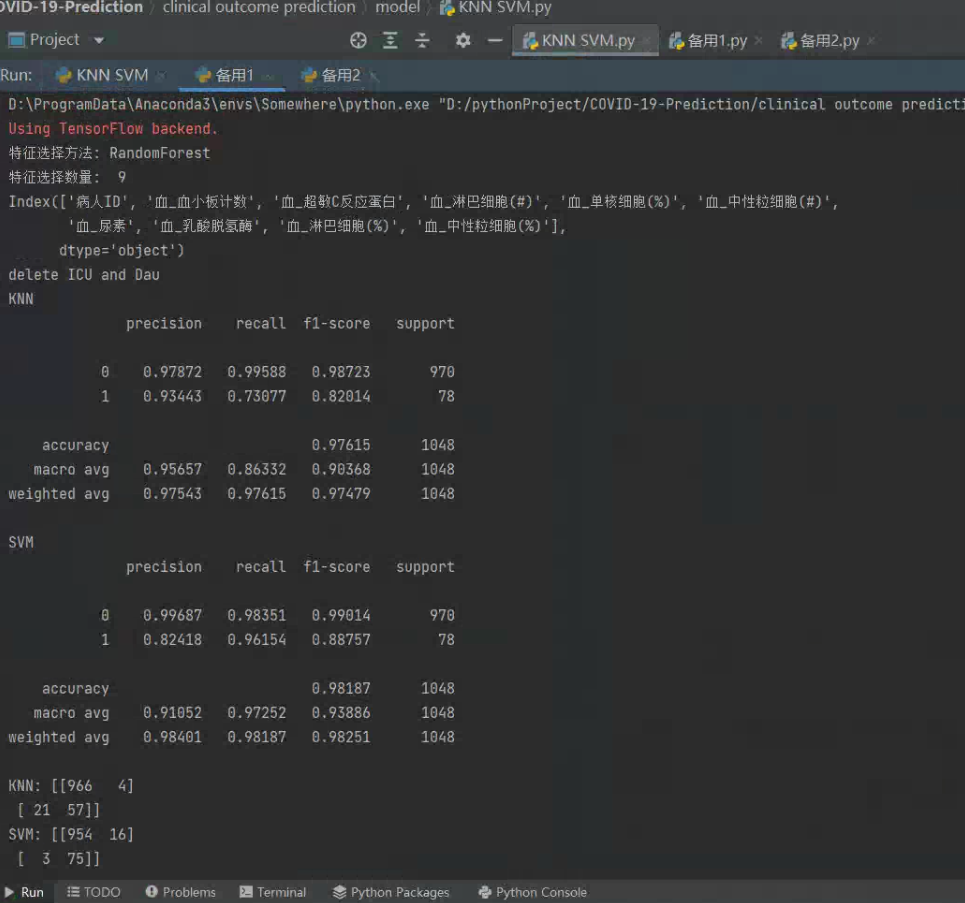 OVID-19-Prediction clinical outcome prediction model KNN SVM.py
Project KNN SVM.py 备用1.py 备用2.py
Run: KNN SVM 备用1 备用2
D:\ProgramData\Anaconda3\envs\Somewhere\python.exe "D:/pythonProject/COVID-19-Prediction/clinical outcome predicti
Using TensorFlow backend.
特征选择方法: RandomForest
特征选择数量: 9
Index(['病人ID', '血_血小板计数', '血_超敏C反应蛋白', '血_淋巴细胞(#)', '血_单核细胞(%)', '血_中性粒细胞(#)',
'血_尿素', '血_乳酸脱氢酶', '血_淋巴细胞(%)', '血_中性粒细胞(%)'],
dtype='object')
delete ICU and Dau
KNN
precision recall f1-score support
0 0.97872 0.99588 0.98723 970
1 0.93443 0.73077 0.82014 78
accuracy 0.97615 1048
macro avg 0.95657 0.86332 0.90368 1048
weighted avg 0.97543 0.97615 0.97479 1048
SVM
precision recall f1-score support
0 0.99687 0.98351 0.99014 970
1 0.82418 0.96154 0.88757 78
accuracy 0.98187 1048
macro avg 0.91052 0.97252 0.93886 1048
weighted avg 0.98401 0.98187 0.98251 1048
KNN: [[966 4]
[ 21 57]]
SVM: [[954 16]
[ 3 75]]
Run TODO Problems Terminal Python Packages Python Console